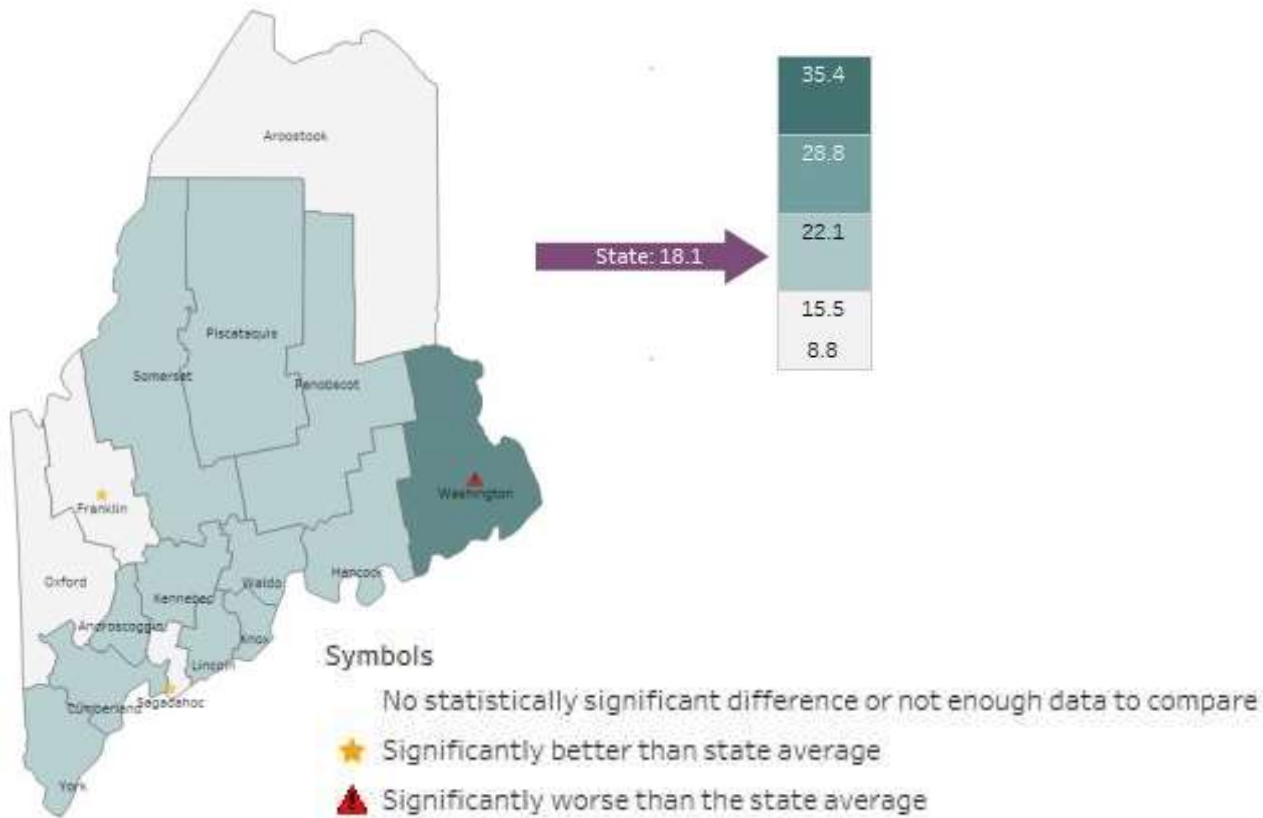 Aroostook
Piscataquis
Somerset
Penobscot
Washington
Franklin
Oxford
Hancock
Waldo
Kennebec
Androscoggin
Knox
Lincoln
Sagadahoc
Cumberland
York
State: 18.1
35.4
28.8
22.1
15.5
8.8
Symbols
No statistically significant difference or not enough data to compare
Significantly better than state average
Significantly worse than the state average